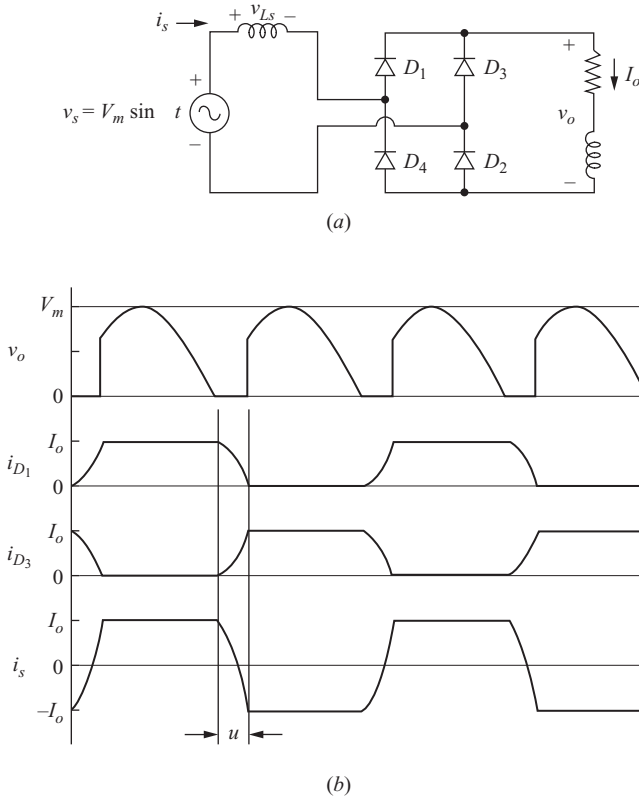 i_s
+ v_Ls −
+
D_1
D_3
+
I_o
v_s = V_m sin t
v_o
−
D_4
D_2
−
(a)
V_m
v_o
0
I_o
i_D1
0
I_o
i_D3
0
I_o
i_s
0
−I_o
u
(b)